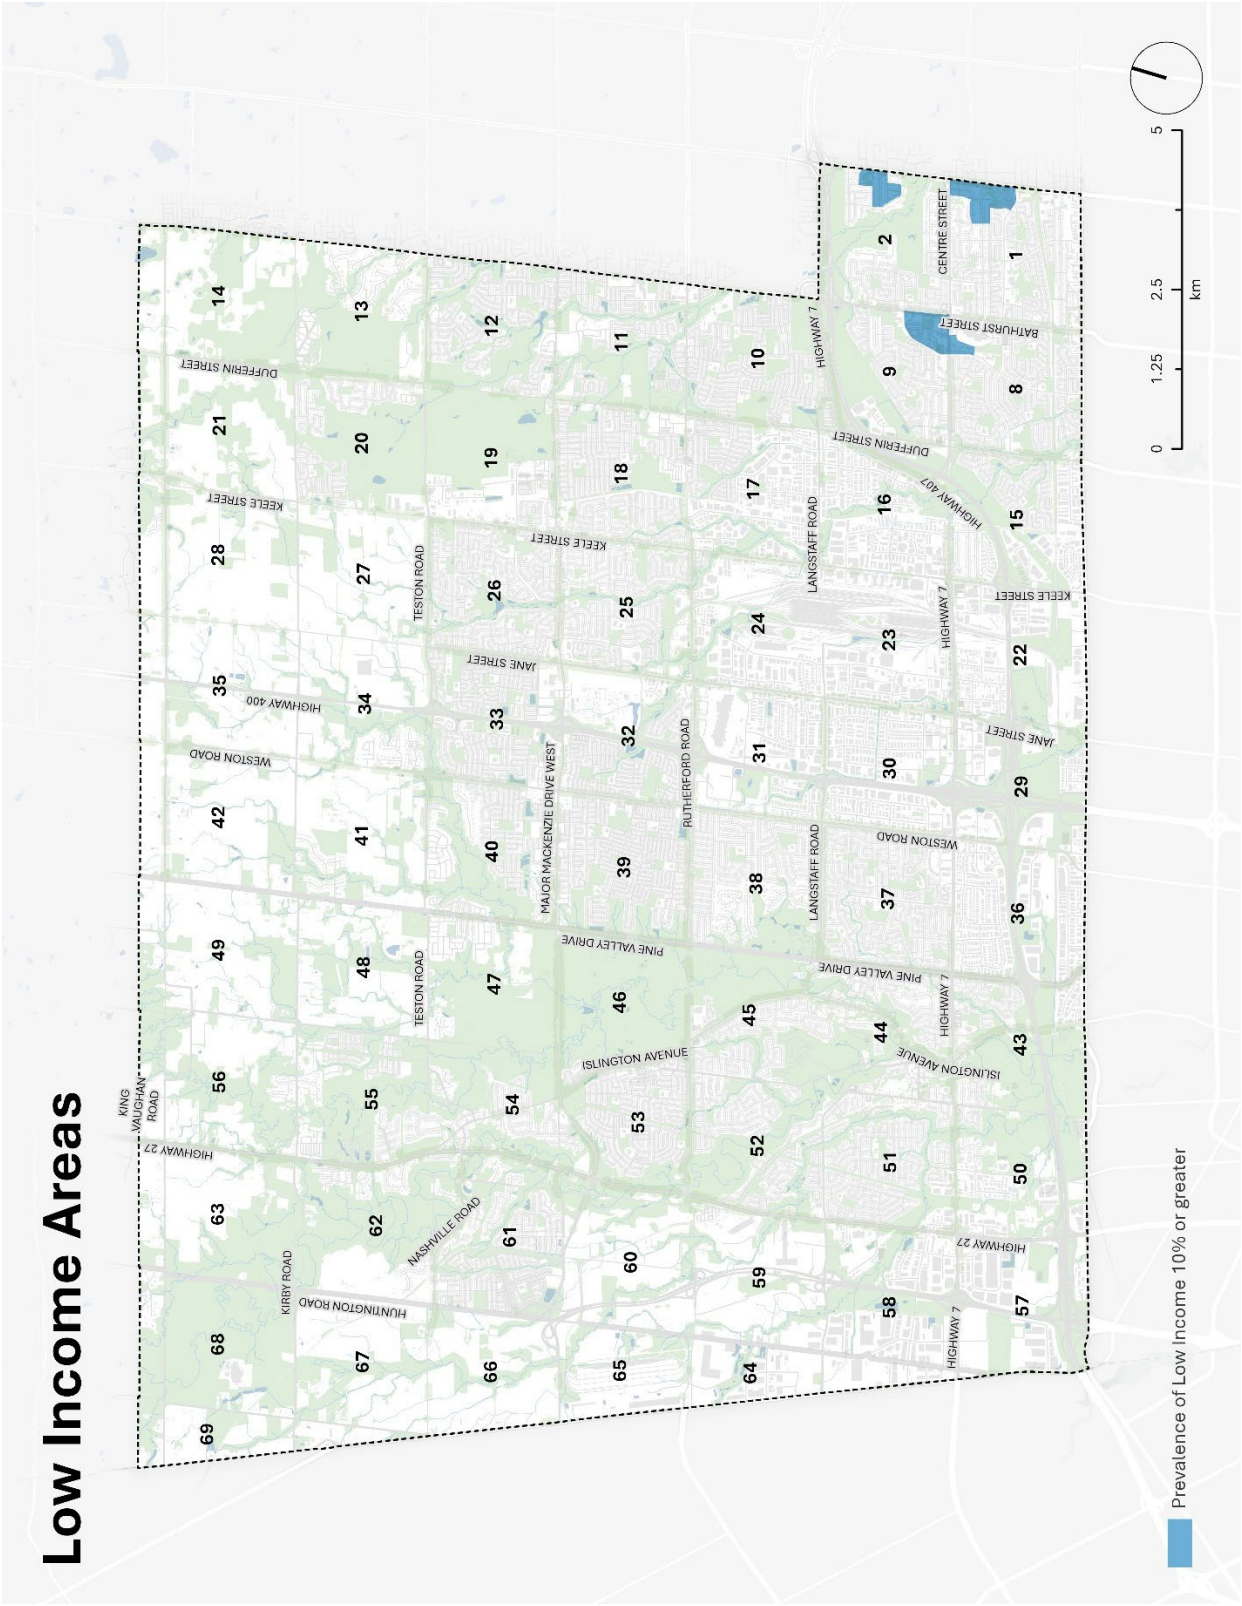 Low Income Areas
KING
VAUGHAN
ROAD
HIGHWAY 27
WESTON ROAD
HIGHWAY 400
KEELE STREET
DUFFERIN STREET
69
68
63
56
49
42
35
28
21
14
KIRBY ROAD
HUNTINGTON ROAD
67
62
55
48
41
34
27
20
13
NASHVILLE ROAD
TESTON ROAD
TESTON ROAD
66
61
54
47
40
33
26
19
12
JANE STREET
KEELE STREET
MAJOR MACKENZIE DRIVE WEST
65
60
53
46
39
32
25
18
11
ISLINGTON AVENUE
PINE VALLEY DRIVE
RUTHERFORD ROAD
64
59
52
45
38
31
24
17
10
LANGSTAFF ROAD
LANGSTAFF ROAD
HIGHWAY 7
58
51
44
37
30
23
16
9
2
PINE VALLEY DRIVE
WESTON ROAD
DUFFERIN STREET
HIGHWAY 7
HIGHWAY 7
HIGHWAY 7
HIGHWAY 407
CENTRE STREET
BATHURST STREET
HIGHWAY 27
ISLINGTON AVENUE
JANE STREET
KEELE STREET
57
50
43
36
29
22
15
8
1
Prevalence of Low Income 10% or greater
0
1.25
2.5
5
km